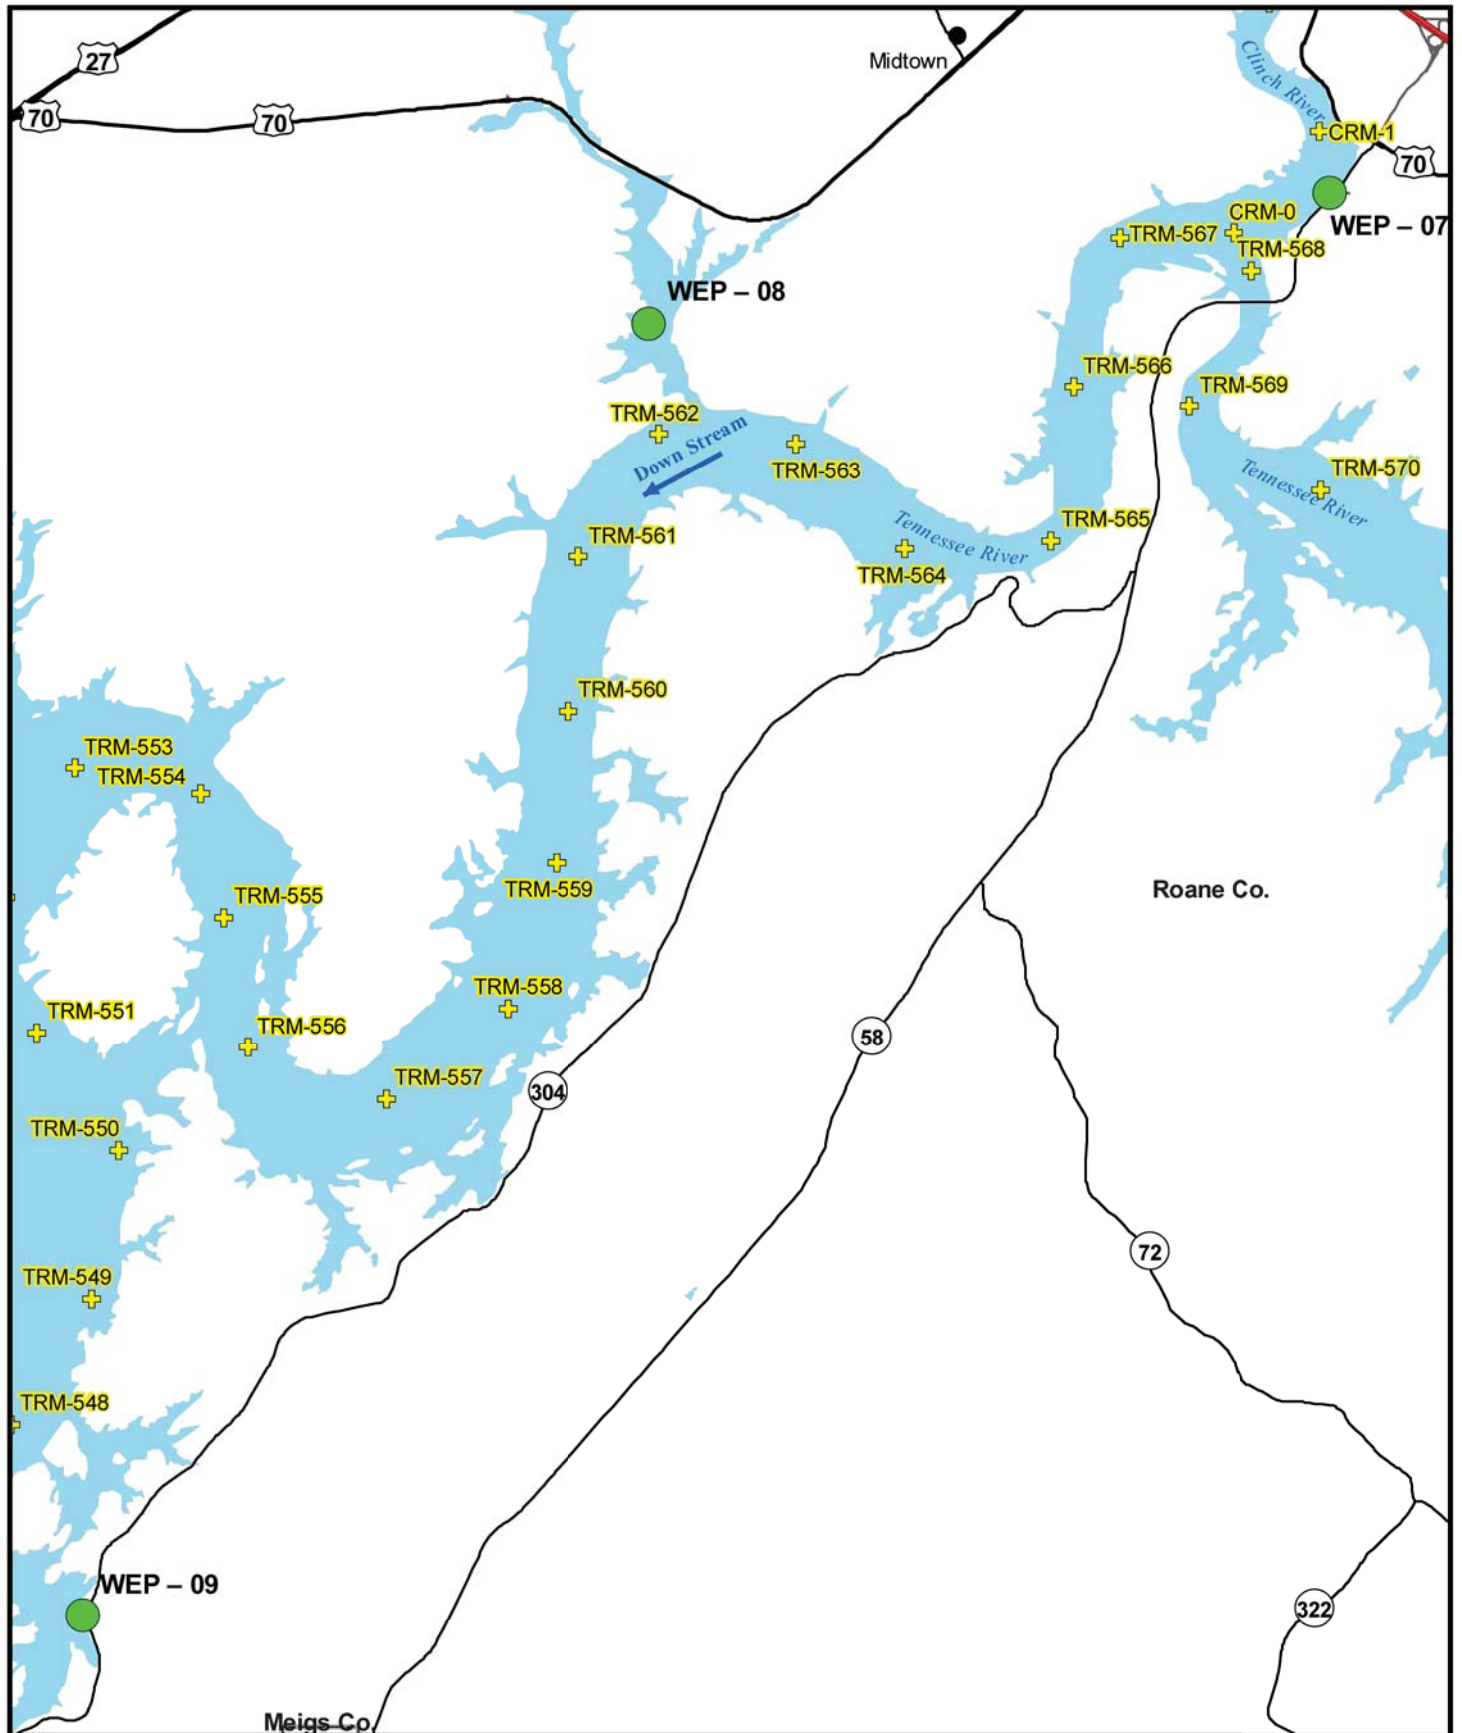 27
70
70
Midtown
Clinch River
CRM-1
70
CRM-0
WEP – 07
TRM-567
TRM-568
WEP – 08
TRM-566
TRM-569
TRM-562
Down Stream
TRM-563
TRM-570
Tennessee River
TRM-565
Tennessee River
TRM-561
TRM-564
TRM-560
TRM-553
TRM-554
TRM-559
Roane Co.
TRM-555
TRM-558
TRM-551
TRM-556
58
TRM-557
304
TRM-550
72
TRM-549
TRM-548
WEP – 09
322
Meigs Co.